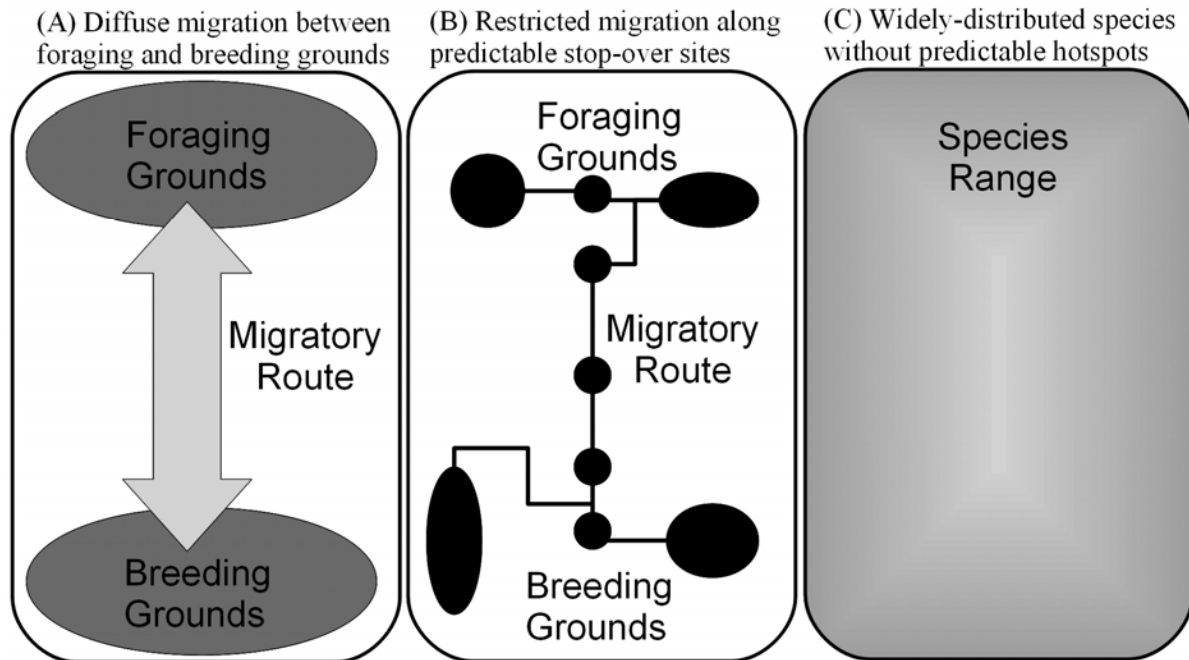 (A) Diffuse migration between
foraging and breeding grounds
Foraging
Grounds
Migratory
Route
Breeding
Grounds
(B) Restricted migration along
predictable stop-over sites
Foraging
Grounds
Migratory
Route
Breeding
Grounds
(C) Widely-distributed species
without predictable hotspots
Species
Range